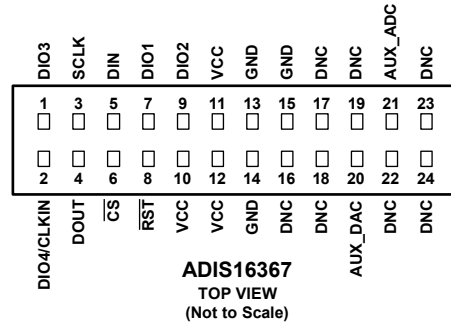 DIO3 SCLK DIN DIO1 DIO2 VCC GND GND DNC DNC AUX_ADC DNC
1 3 5 7 9 11 13 15 17 19 21 23
2 4 6 8 10 12 14 16 18 20 22 24
DIO4/CLKIN DOUT CS RST VCC VCC GND DNC DNC AUX_DAC DNC DNC
ADIS16367
TOP VIEW
(Not to Scale)